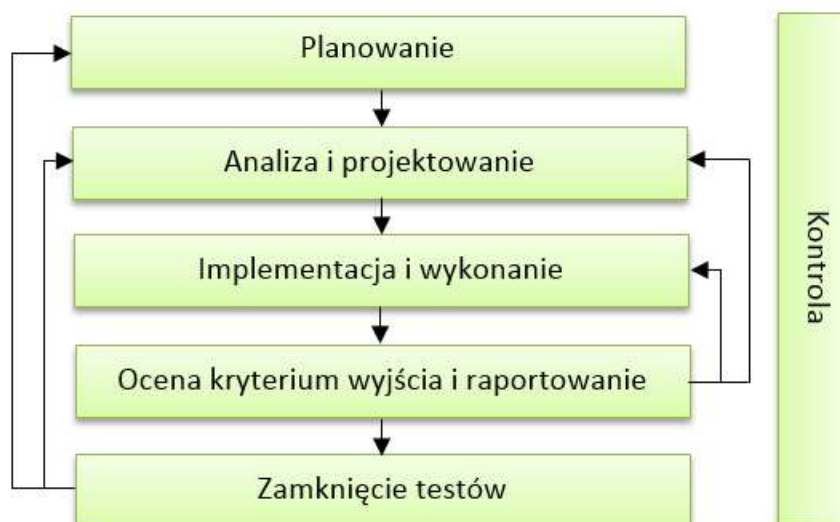 Planowanie
Analiza i projektowanie
Implementacja i wykonanie
Ocena kryterium wyjścia i raportowanie
Zamknięcie testów
Kontrola